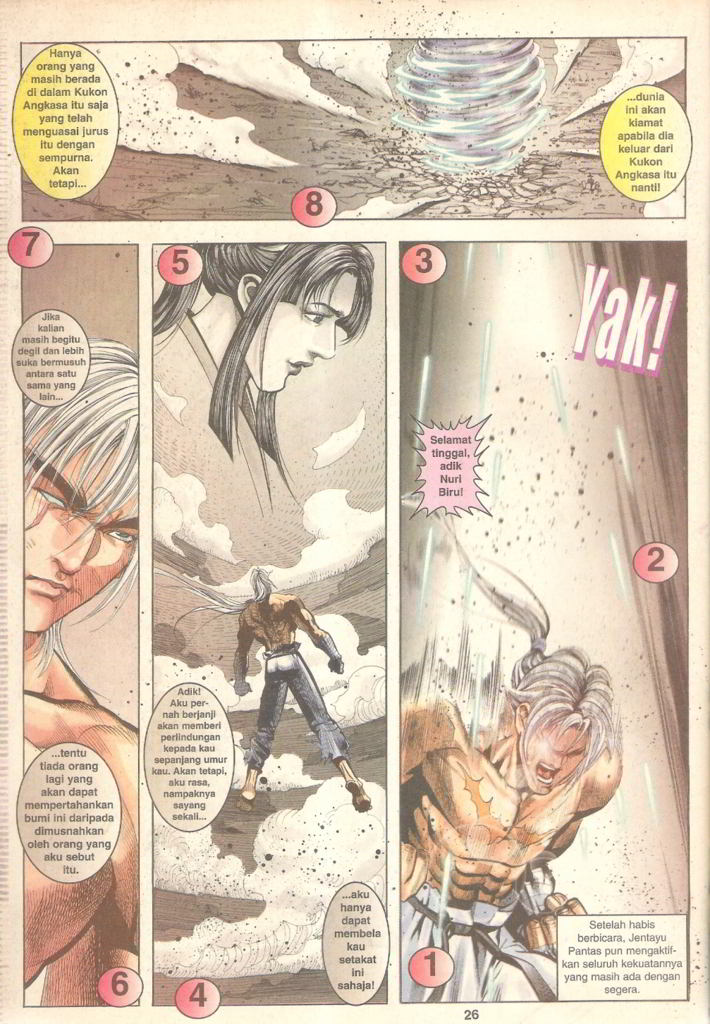 Hanya
orang yang
masih berada
di dalam Kukon
Angkasa itu saja
yang telah
menguasai jurus
itu dengan
sempurna.
Akan
tetapi...
...dunia
ini akan
kiamat
apabila dia
keluar dari
Kukon
Angkasa itu
nanti!
8
7
Jika
kalian
masih begitu
degil dan lebih
suka bermusuh
antara satu
sama yang
lain...
...tentu
tiada orang
lagi yang
akan dapat
mempertahankan
bumi ini daripada
dimusnahkan
oleh orang yang
aku sebut
itu.
6
5
Adik!
Aku per-
nah berjanji
akan memberi
perlindungan
kepada kau
sepanjang umur
kau. Akan tetapi,
aku rasa,
nampaknya
sayang
sekali...
...aku
hanya
dapat
membela
kau
setakat
ini
sahaja!
4
3
Yak!
Selamat
tinggal,
adik
Nuri
Biru!
2
1
Setelah habis
berbicara, Jentayu
Pantas pun mengaktif-
kan seluruh kekuatannya
yang masih ada dengan
segera.
26